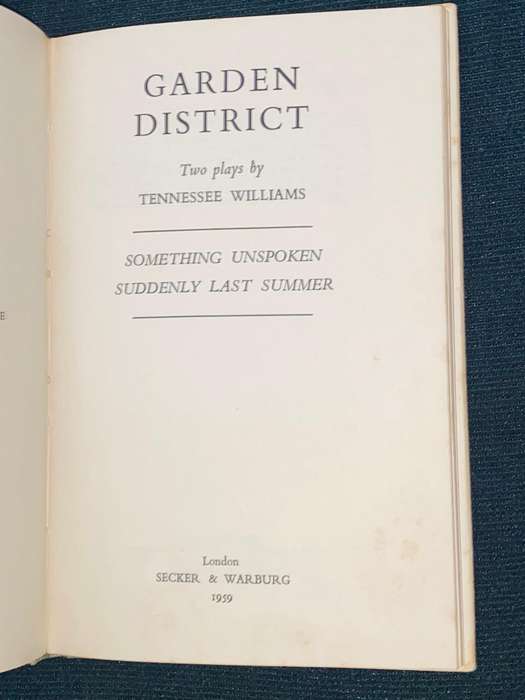 GARDEN
DISTRICT
Two plays by
TENNESSEE WILLIAMS
SOMETHING UNSPOKEN
SUDDENLY LAST SUMMER
London
SECKER & WARBURG
1959
E